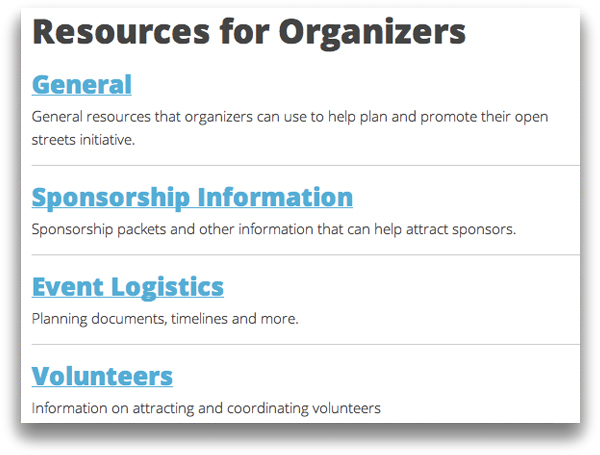 Resources for Organizers
General
General resources that organizers can use to help plan and promote their open
streets initiative.
Sponsorship Information
Sponsorship packets and other information that can help attract sponsors.
Event Logistics
Planning documents, timelines and more.
Volunteers
Information on attracting and coordinating volunteers